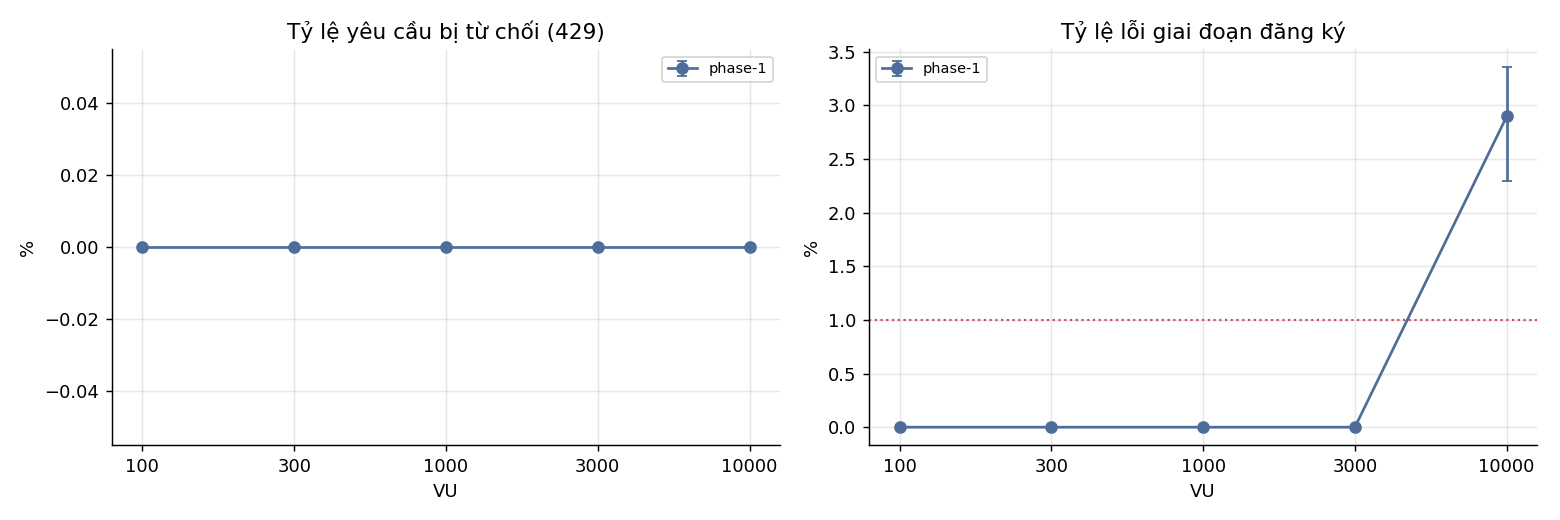 Tỷ lệ yêu cầu bị từ chối (429)
phase-1
0.04
0.02
0.00
−0.02
−0.04
%
100 300 1000 3000 10000
VU
Tỷ lệ lỗi giai đoạn đăng ký
phase-1
3.5
3.0
2.5
2.0
1.5
1.0
0.5
0.0
%
100 300 1000 3000 10000
VU